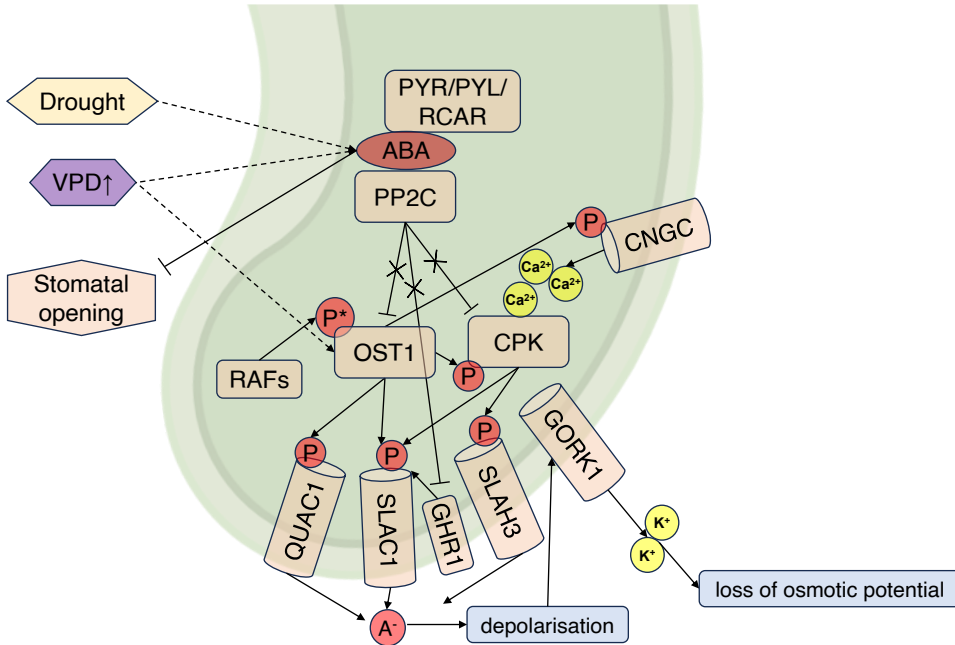 PYR/PYL/
RCAR
Drought
ABA
VPD↑
PP2C
P
CNGC
Ca²⁺
Ca²⁺
Ca²⁺
Stomatal
opening
P*
OST1
CPK
RAFs
P
P
P
P
GORK1
QUAC1
SLAC1
GHR1
SLAH3
K⁺
K⁺
loss of osmotic potential
A⁻
depolarisation